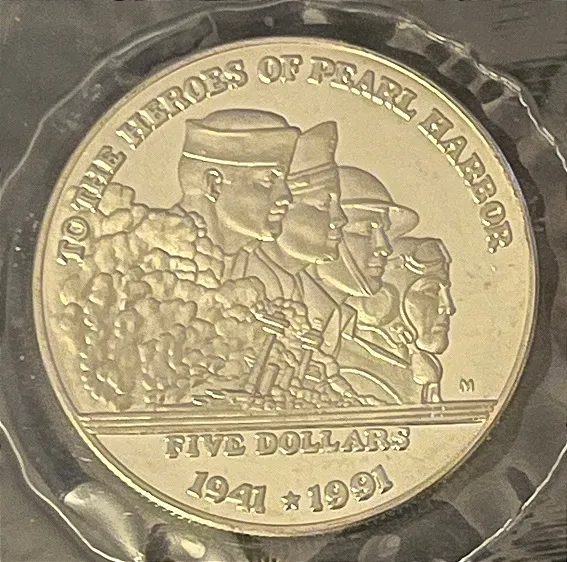 TO THE HEROES OF PEARL HARBOR
M
FIVE DOLLARS
1941 ★ 1991